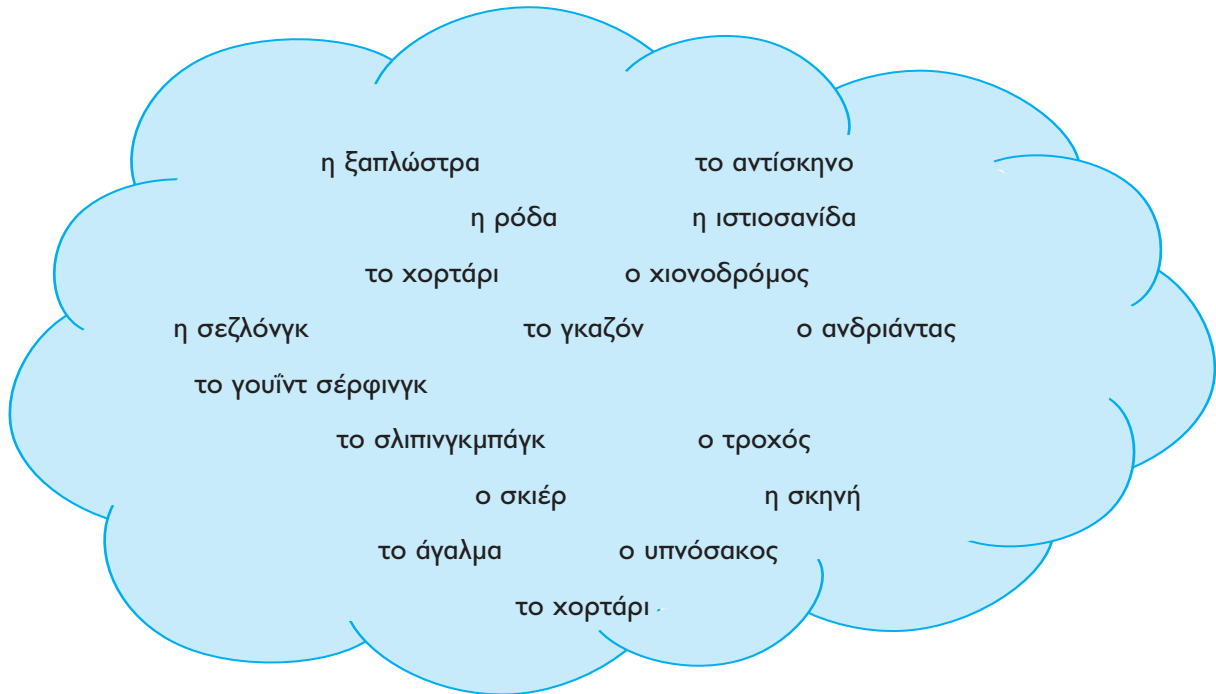 η ξαπλώστρα το αντίσκηνο
η ρόδα η ιστιοσανίδα
το χορτάρι ο χιονοδρόμος
η σεζλόνγκ το γκαζόν ο ανδριάντας
το γουΐντ σέρφινγκ
το σλιπινγκμπάγκ ο τροχός
ο σκιέρ η σκηνή
το άγαλμα ο υπνόσακος
το χορτάρι